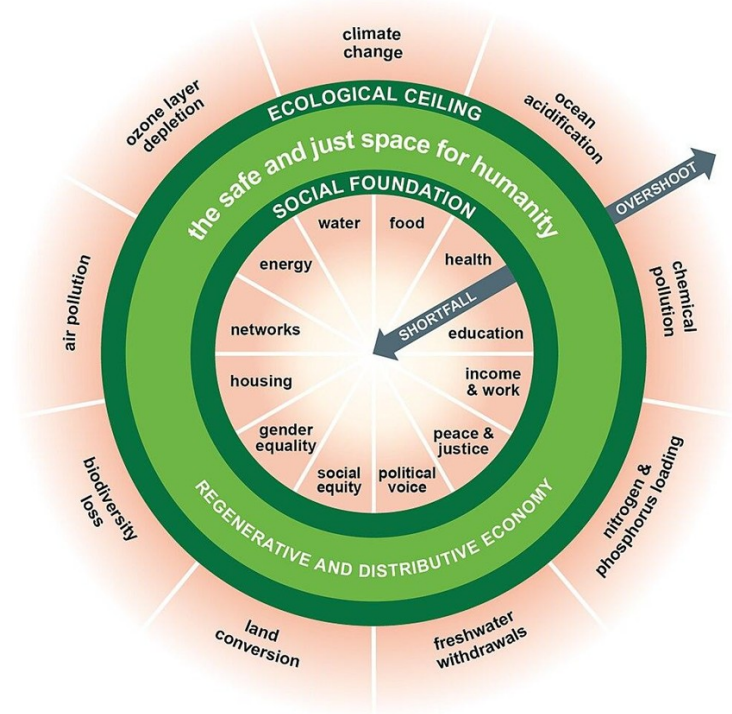 climate
change
ocean
acidification
chemical
pollution
nitrogen &
phosphorus loading
freshwater
withdrawals
land
conversion
biodiversity
loss
air pollution
ozone layer
depletion
ECOLOGICAL CEILING
the safe and just space for humanity
SOCIAL FOUNDATION
OVERSHOOT
SHORTFALL
water
food
health
education
income
& work
peace &
justice
political
voice
social
equity
gender
equality
housing
networks
energy
REGENERATIVE AND DISTRIBUTIVE ECONOMY